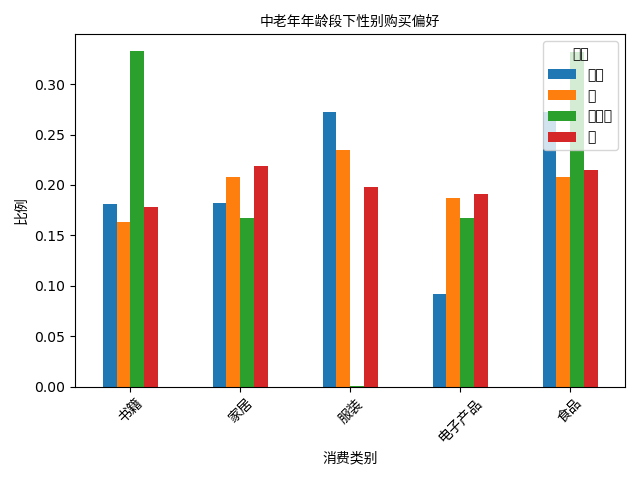 中老年年龄段下性别购买偏好
0.30
0.25
0.20
0.15
0.10
0.05
0.00
比例
书籍
家居
服装
电子产品
食品
消费类别